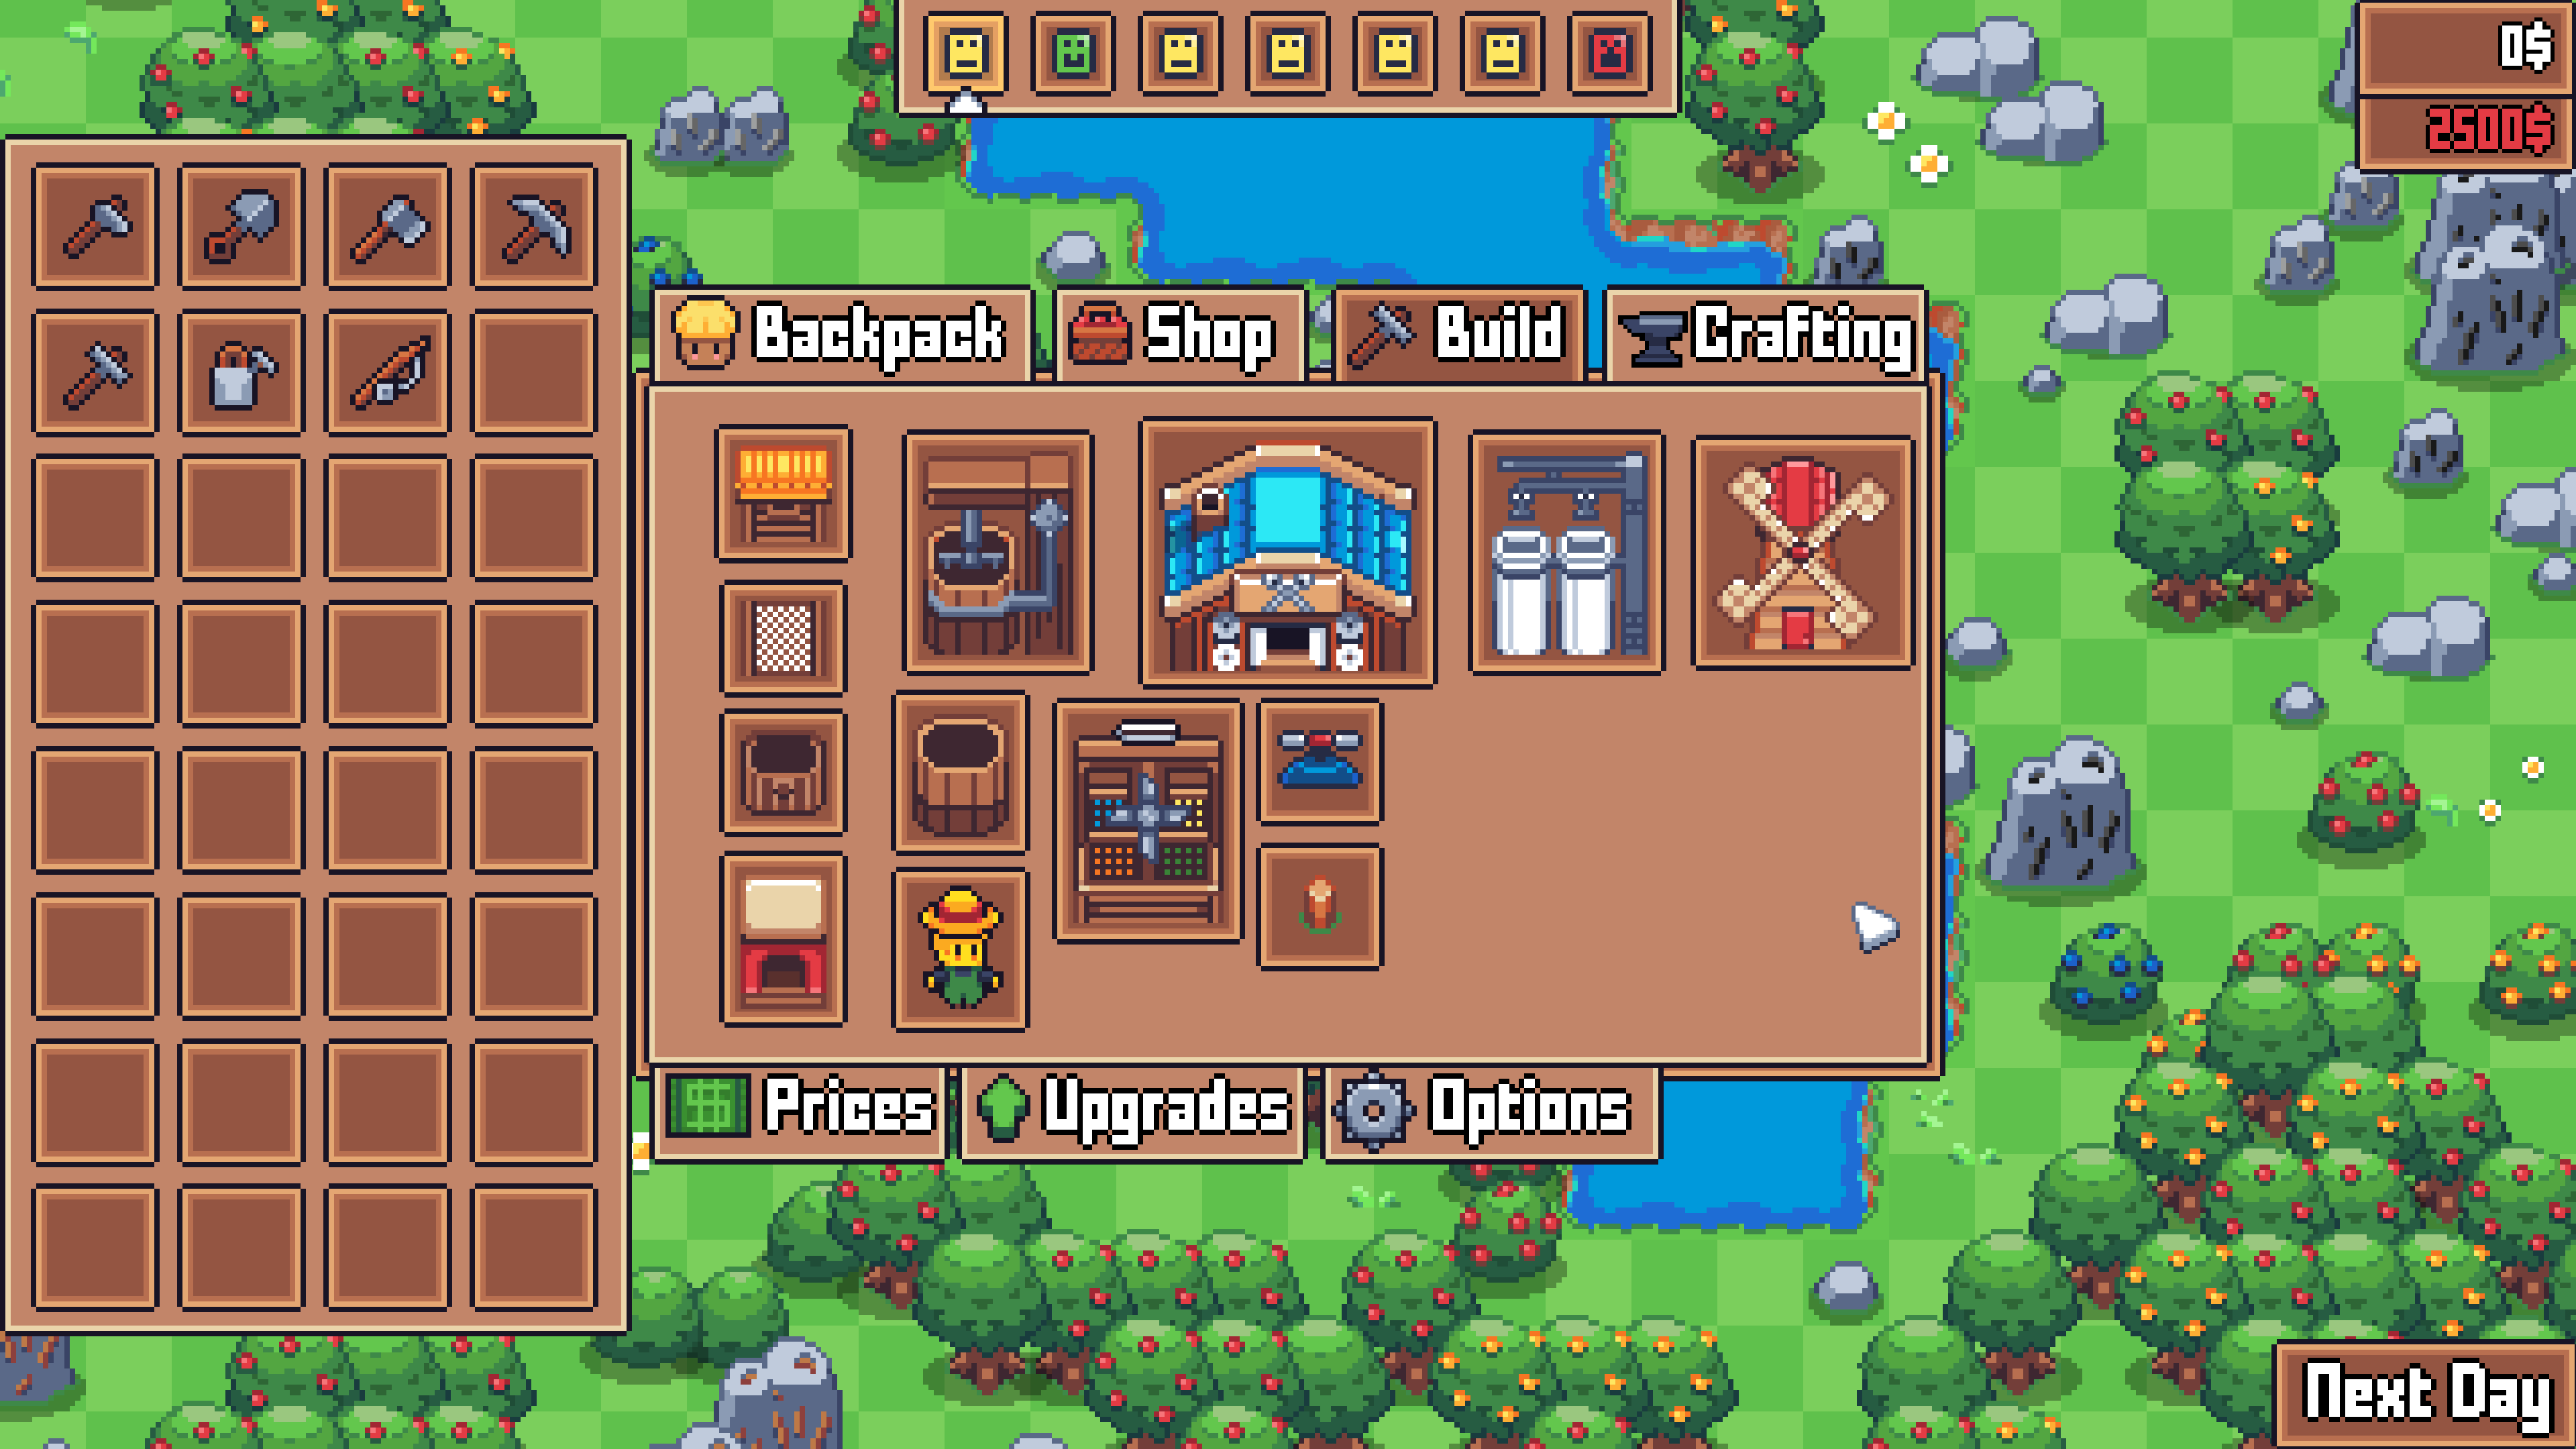 0$
2500$
Backpack
Shop
Build
Crafting
Prices
Upgrades
Options
Next Day